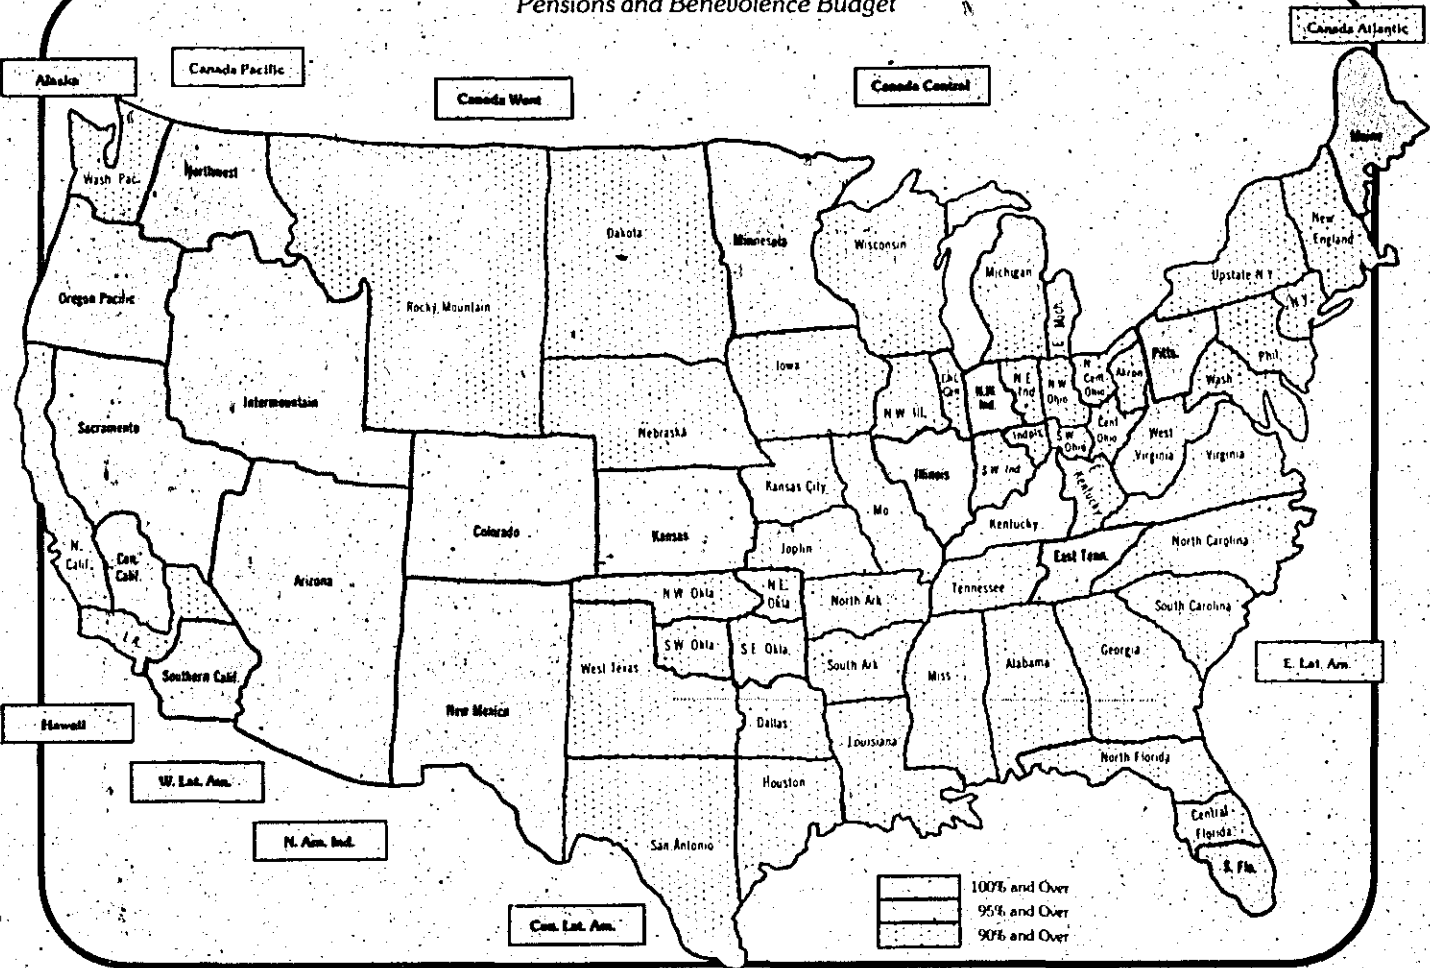 Pensions and Benevolence Budget
Canada Atlantic
Canada Pacific
Alaska
Canada West
Canada Central
Maine
Wash Pac.
Northwest
Dakota
Minnesota
Wisconsin
Michigan
New
England
Upstate N Y
Oregon Pacific
Rocky Mountain
E Mich.
N.Y.
Phil.
Pitts.
Iowa
N W Ill.
N.W.
Ind.
N E
Ind
N W
Ohio
N
Cent
Ohio
Akron
Wash
Intermountain
Sacramento
Nebraska
Cent
Ohio
West
Virginia
Virginia
Indpls.
S W
Ohio
Illinois
S W Ind
Kansas City
Mo
Kentucky
Kentucky
Colorado
Kansas
Joplin
North Carolina
East Tenn.
N.
Calif.
Cen.
Calif.
Arizona
N W Okla
N E
Okla
North Ark
Tennessee
South Carolina
L A
S W Okla
S E Okla.
South Ark
West Texas
Miss
Alabama
Georgia
E. Lat. Am.
Southern Calif.
New Mexico
Hawaii
Dallas
Louisiana
North Florida
W. Lat. Am.
Houston
Central
Florida
N. Am. Ind.
San Antonio
S. Fla.
100% and Over
95% and Over
90% and Over
Cen. Lat. Am.